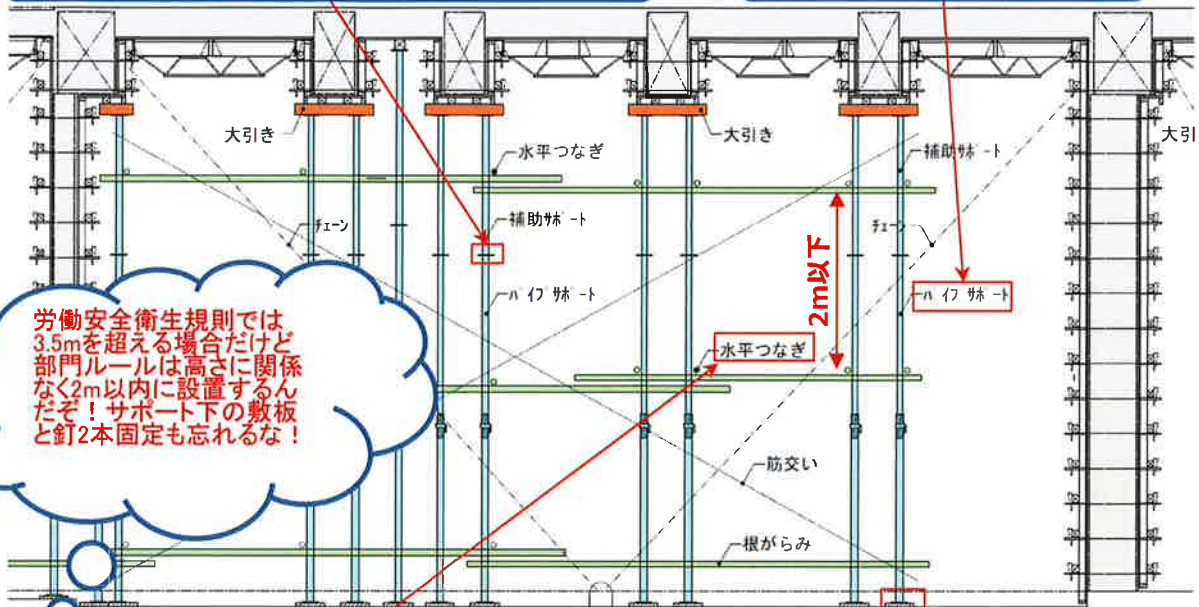 大引き
大引き
大引
水平つなぎ
補助サポート
補助サポート
チェーン
チェーン
パイプサポート
パイプサポート
2m以下
水平つなぎ
労働安全衛生規則では
3.5mを超える場合だけど
部門ルールは高さに関係
なく2m以内に設置するん
だぞ！サポート下の敷板
と釘2本固定も忘れるな！
筋交い
根がらみ